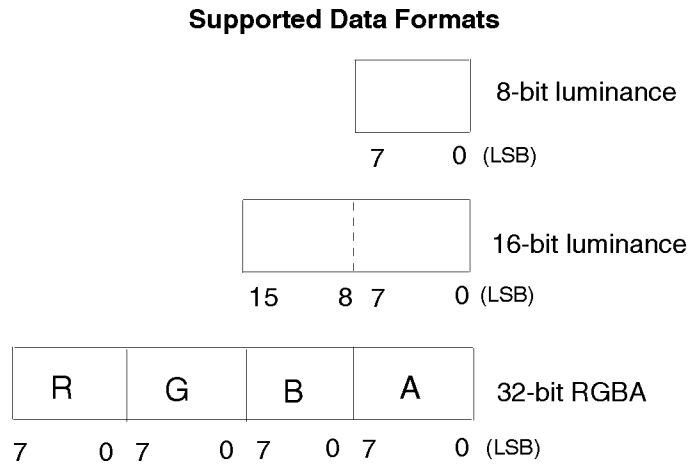 Supported Data Formats
8-bit luminance
7 0 (LSB)
16-bit luminance
15 8 7 0 (LSB)
R G B A 32-bit RGBA
7 0 7 0 7 0 7 0 (LSB)